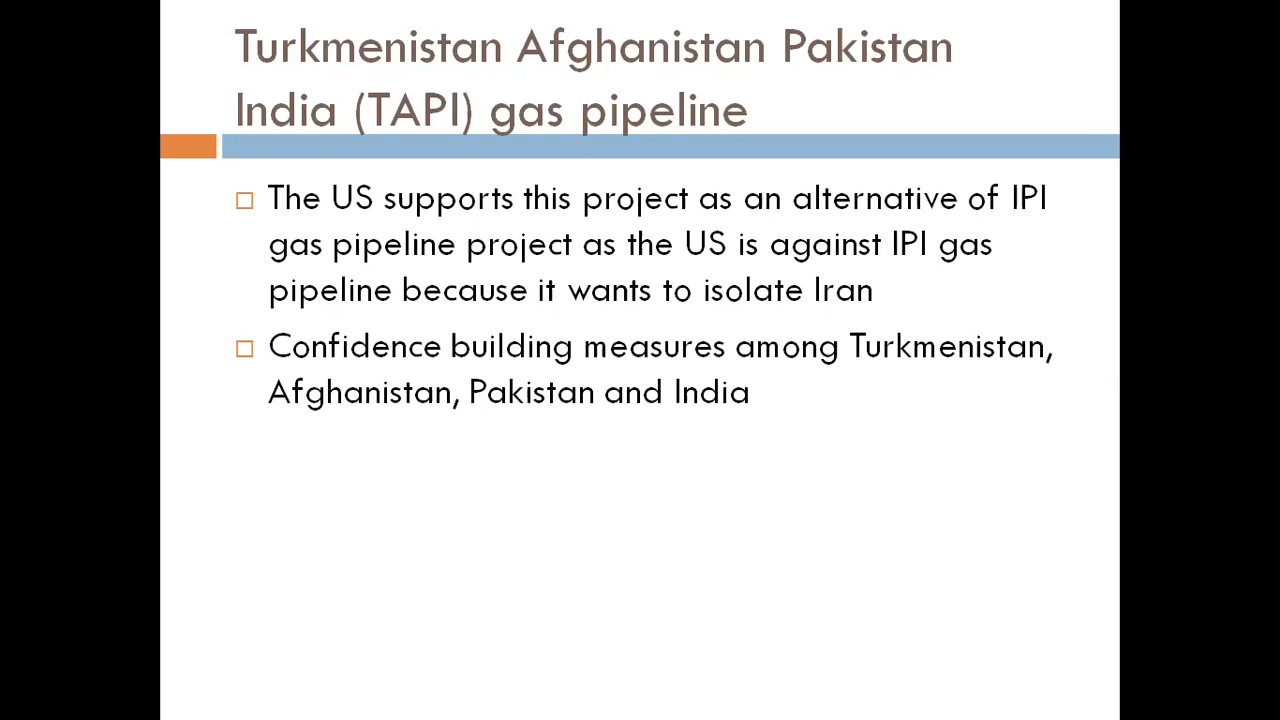 Turkmenistan Afghanistan Pakistan
India (TAPI) gas pipeline
The US supports this project as an alternative of IPI
gas pipeline project as the US is against IPI gas
pipeline because it wants to isolate Iran
Confidence building measures among Turkmenistan,
Afghanistan, Pakistan and India